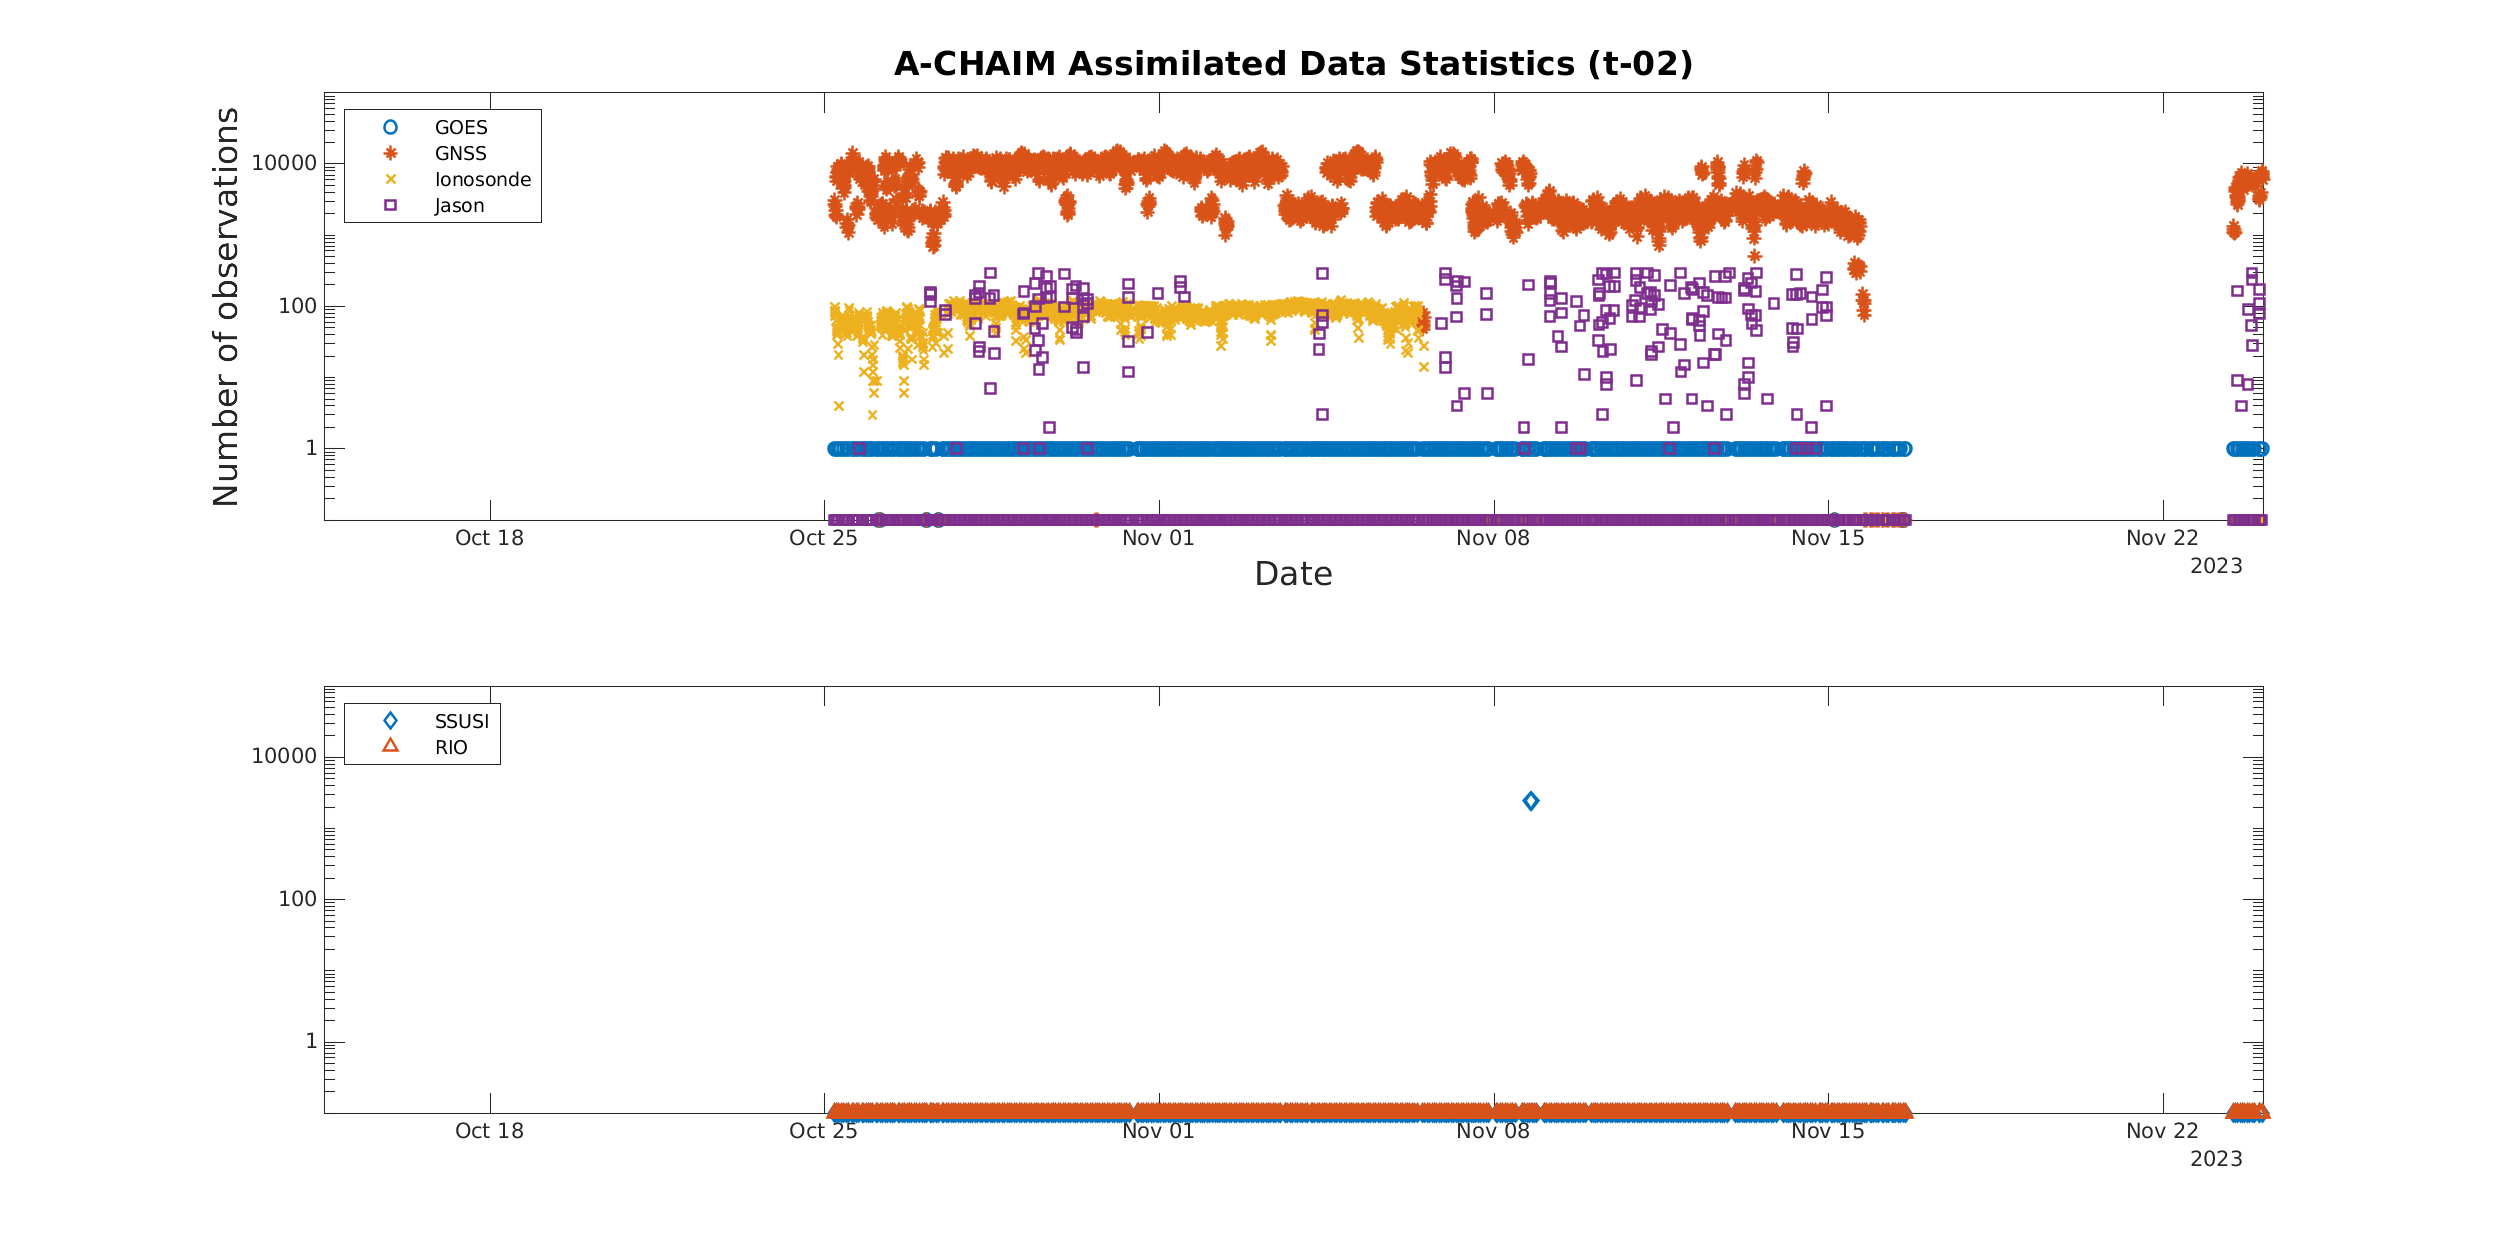 A-CHAIM Assimilated Data Statistics (t-02)
Number of observations
GOES
GNSS
Ionosonde
Jason
10000
100
1
Oct 18 Oct 25 Nov 01 Nov 08 Nov 15 Nov 22
2023
Date
SSUSI
RIO
10000
100
1
Oct 18 Oct 25 Nov 01 Nov 08 Nov 15 Nov 22
2023